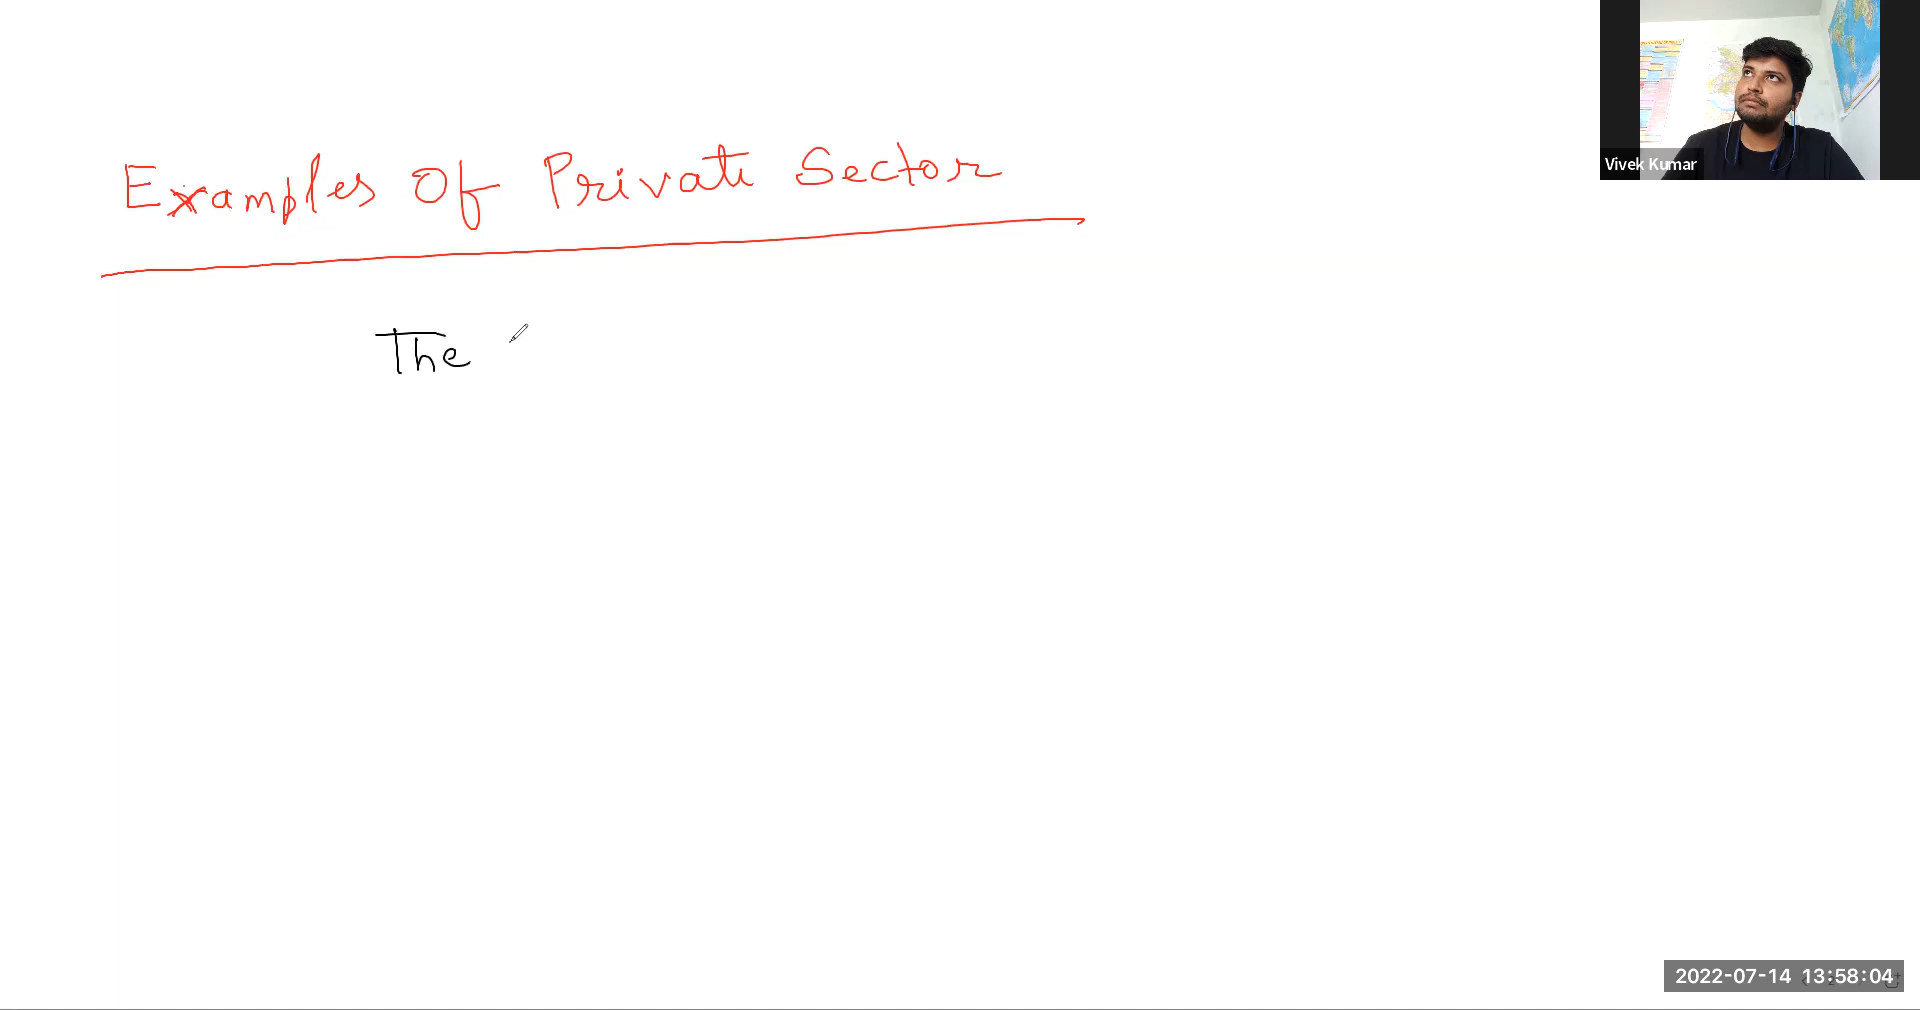 Examples Of Private Sector
The
Vivek Kumar
2022-07-14 13:58:04